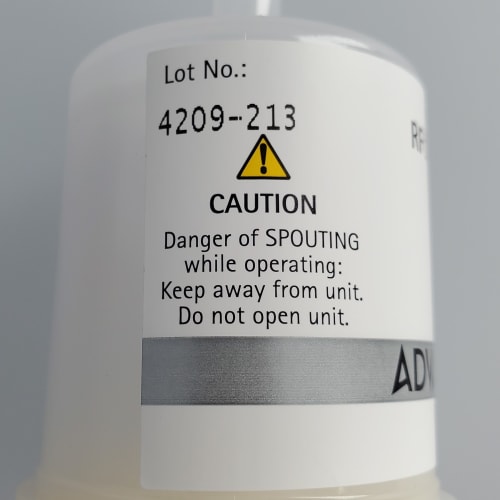 Lot No.:
4209-213
CAUTION
Danger of SPOUTING
while operating:
Keep away from unit.
Do not open unit.